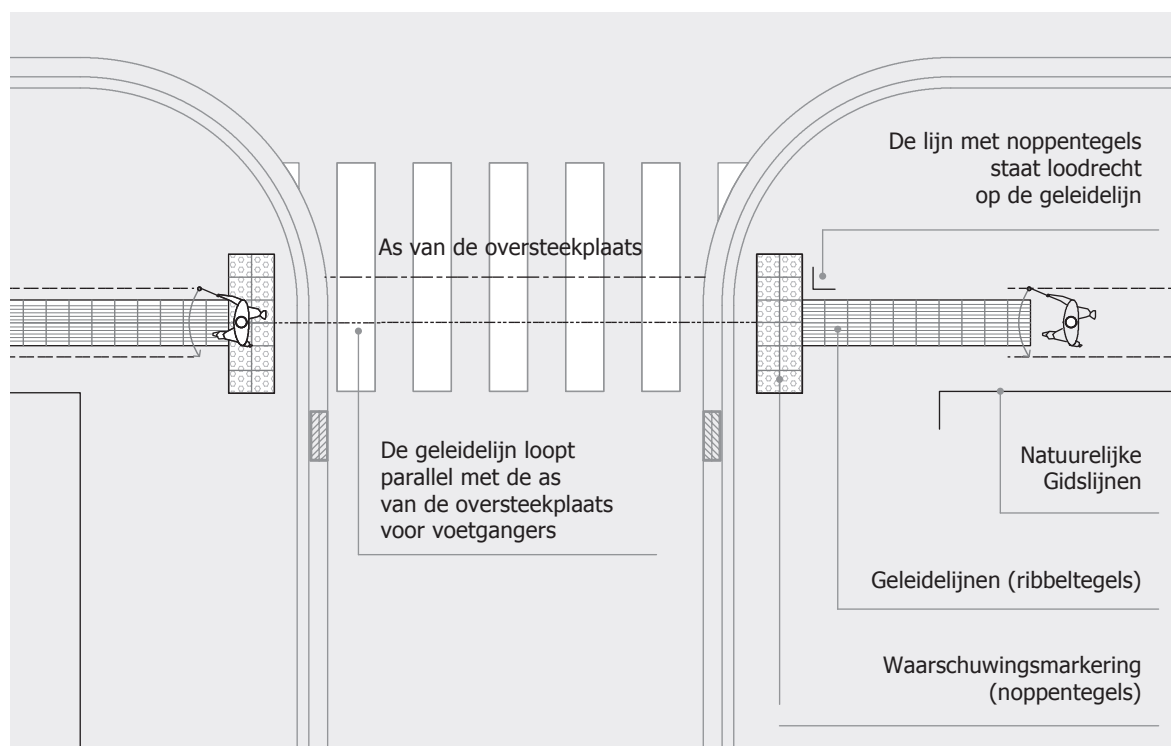 De lijn met noppentegels
staat loodrecht
op de geleidelijn
As van de oversteekplaats
De geleidelijn loopt
parallel met de as
van de oversteekplaats
voor voetgangers
Natuurelijke
Gidslijnen
Geleidelijnen (ribbeltegels)
Waarschuwingsmarkering
(noppentegels)